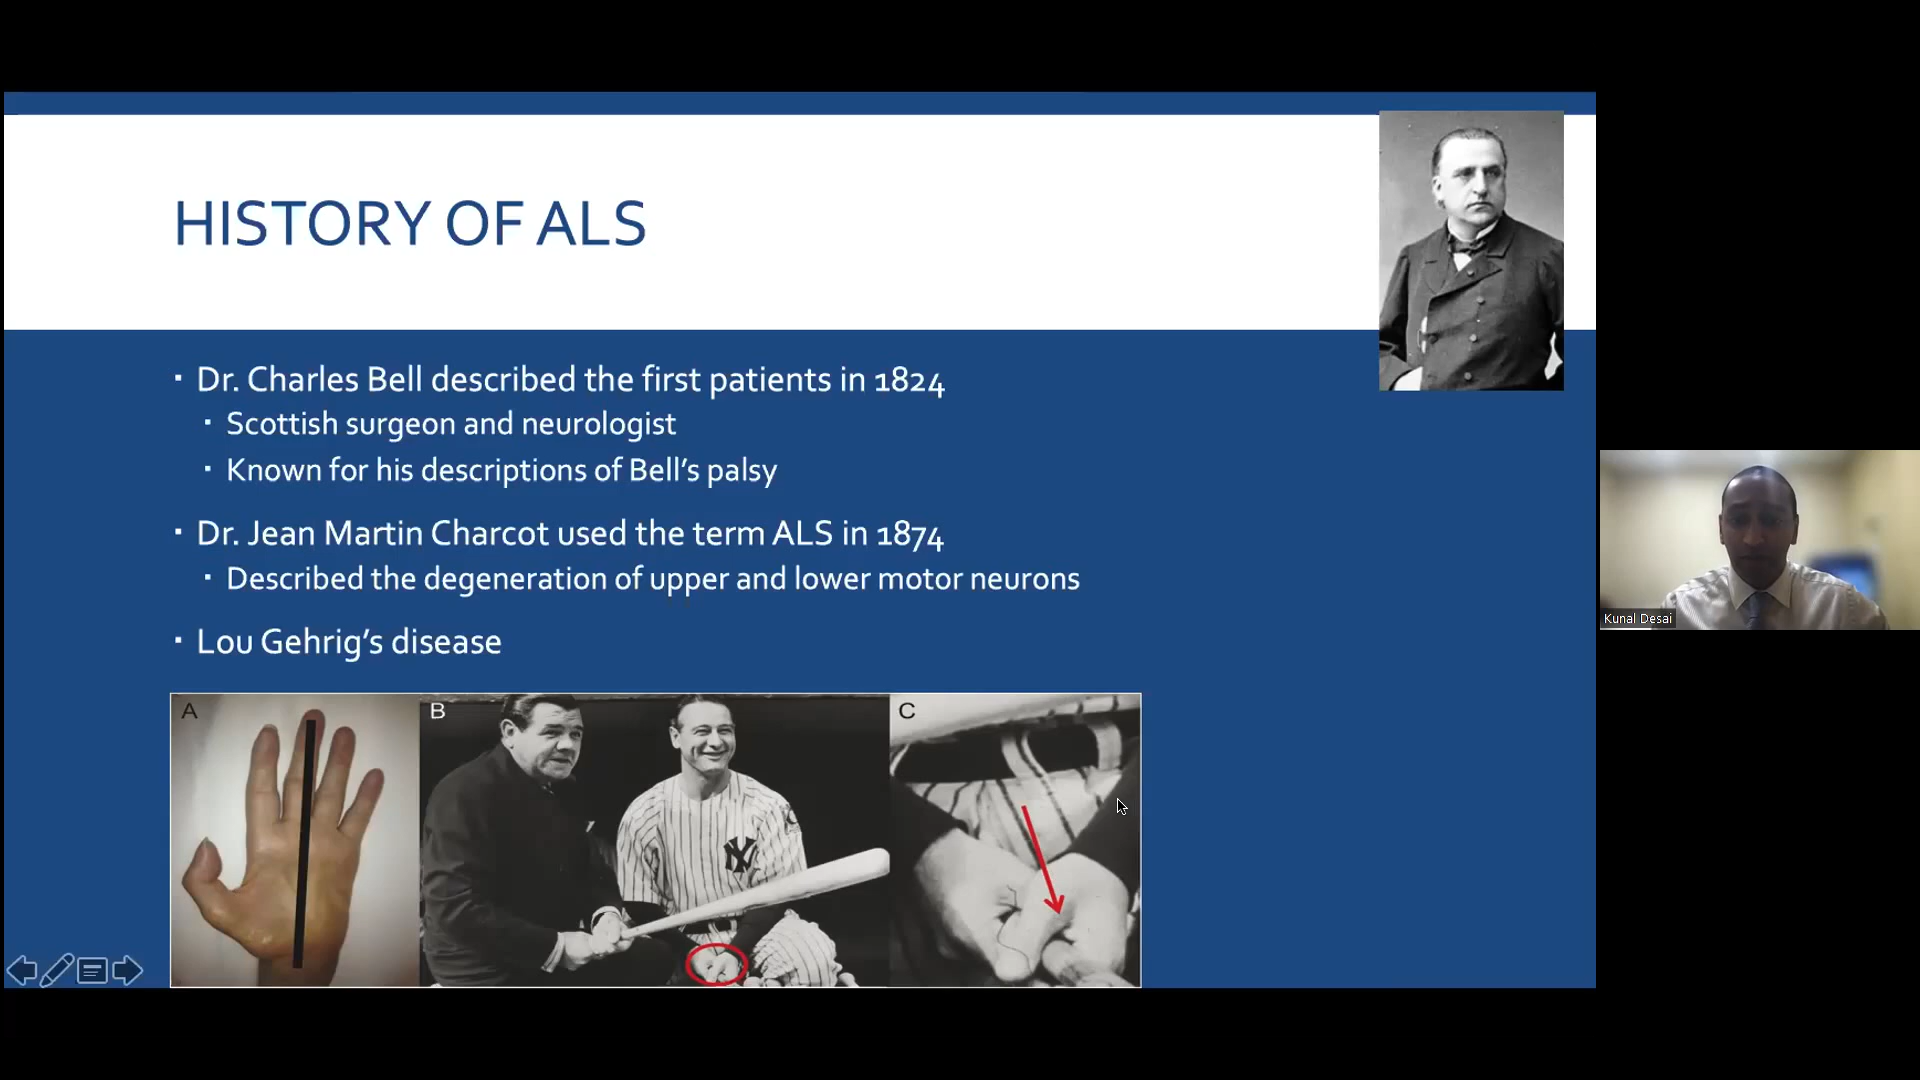 HISTORY OF ALS
▪ Dr. Charles Bell described the first patients in 1824
▪ Scottish surgeon and neurologist
▪ Known for his descriptions of Bell’s palsy
▪ Dr. Jean Martin Charcot used the term ALS in 1874
▪ Described the degeneration of upper and lower motor neurons
▪ Lou Gehrig’s disease
A
B
C
NY
Kunal Desai